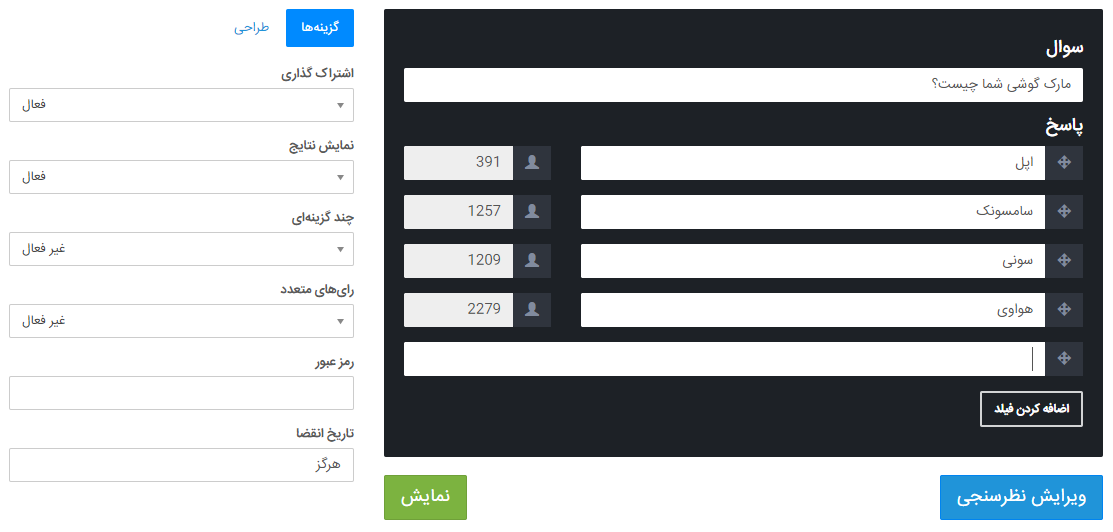 سوال
مارک گوشی شما چیست؟
پاسخ
اپل
391
سامسونک
1257
سونی
1209
هواوی
2279
اضافه کردن فیلد
ویرایش نظرسنجی
نمایش
گزینه‌ها
طراحی
اشتراک گذاری
فعال
نمایش نتایج
فعال
چند گزینه‌ای
غیر فعال
رای‌های متعدد
غیر فعال
رمز عبور
تاریخ انقضا
هرگز